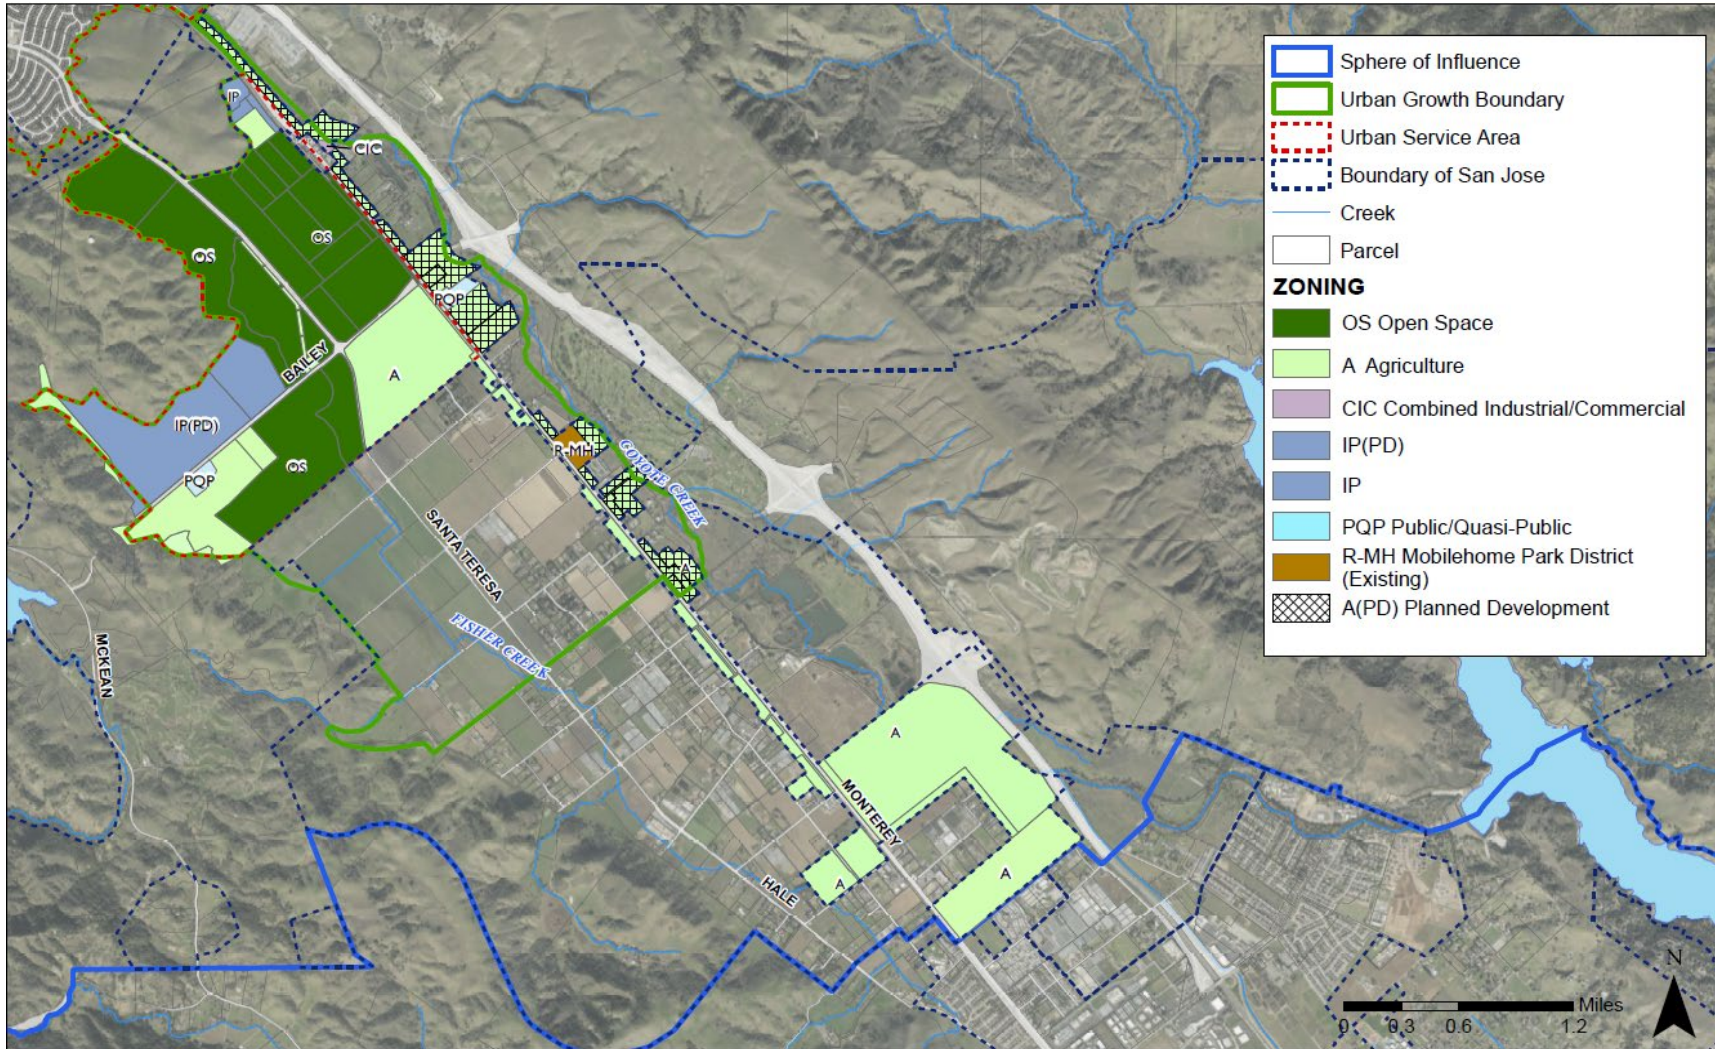 Sphere of Influence
Urban Growth Boundary
Urban Service Area
Boundary of San Jose
Creek
Parcel
ZONING
OS Open Space
A Agriculture
CIC Combined Industrial/Commercial
IP(PD)
IP
PQP Public/Quasi-Public
R-MH Mobilehome Park District
(Existing)
A(PD) Planned Development
IP
CIC
OS
OS
PQP
BAILEY
A
IP(PD)
R-MH
OS
PQP
COYOTE CREEK
SANTA TERESA
A
FISHER CREEK
MCKEAN
A
MONTEREY
A
A
HALE
N
Miles
0 0.3 0.6 1.2